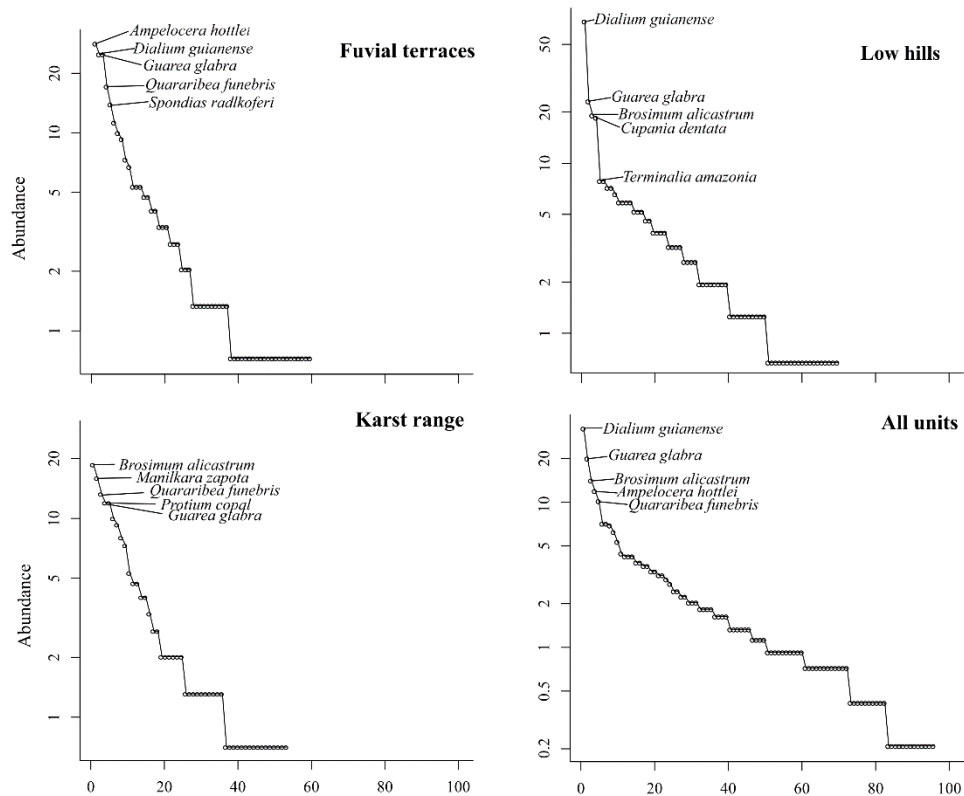 Fuvial terraces
Ampelocera hottlei
Dialium guianense
Guarea glabra
Quararibea funebris
Spondias radlkoferi
Abundance
20
10
5
2
1
0 20 40 60 80 100
Low hills
Dialium guianense
Guarea glabra
Brosimum alicastrum
Cupania dentata
Terminalia amazonia
50
20
10
5
2
1
0 20 40 60 80 100
Karst range
Brosimum alicastrum
Manilkara zapota
Quararibea funebris
Protium copal
Guarea glabra
Abundance
20
10
5
2
1
0 20 40 60 80 100
All units
Dialium guianense
Guarea glabra
Brosimum alicastrum
Ampelocera hottlei
Quararibea funebris
20
10
5
2
1
0.5
0.2
0 20 40 60 80 100